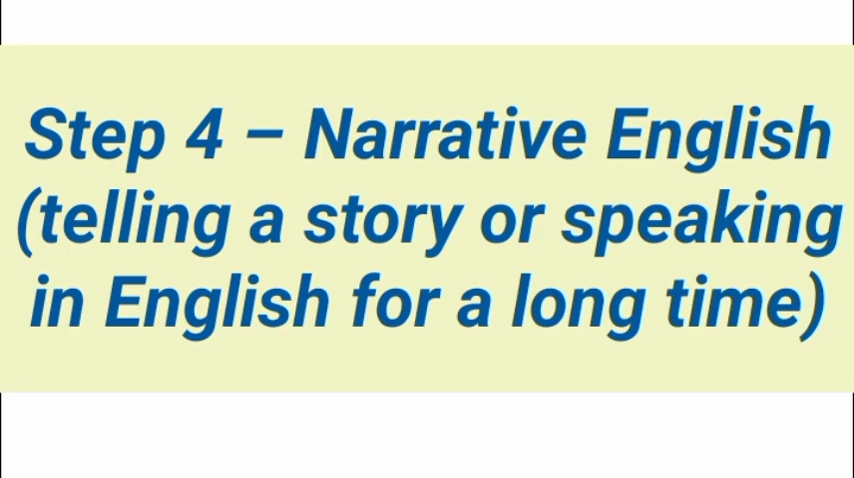 Step 4 – Narrative English
(telling a story or speaking
in English for a long time)